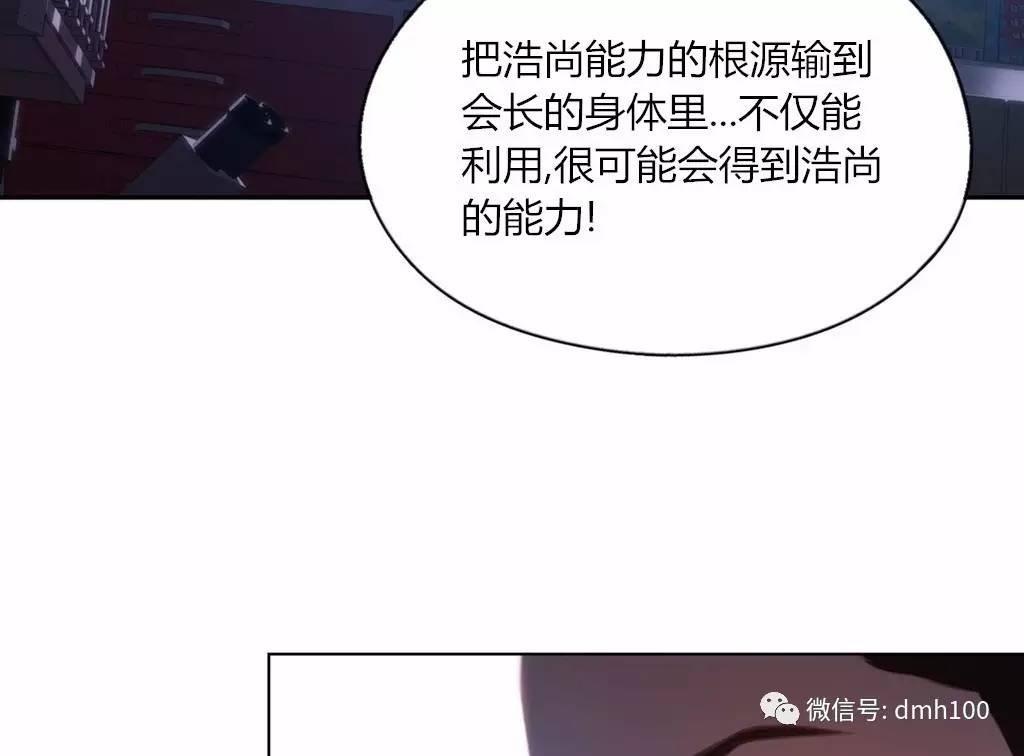 把浩尚能力的根源输到
会长的身体里...不仅能
利用,很可能会得到浩尚
的能力!
微信号: dmh100